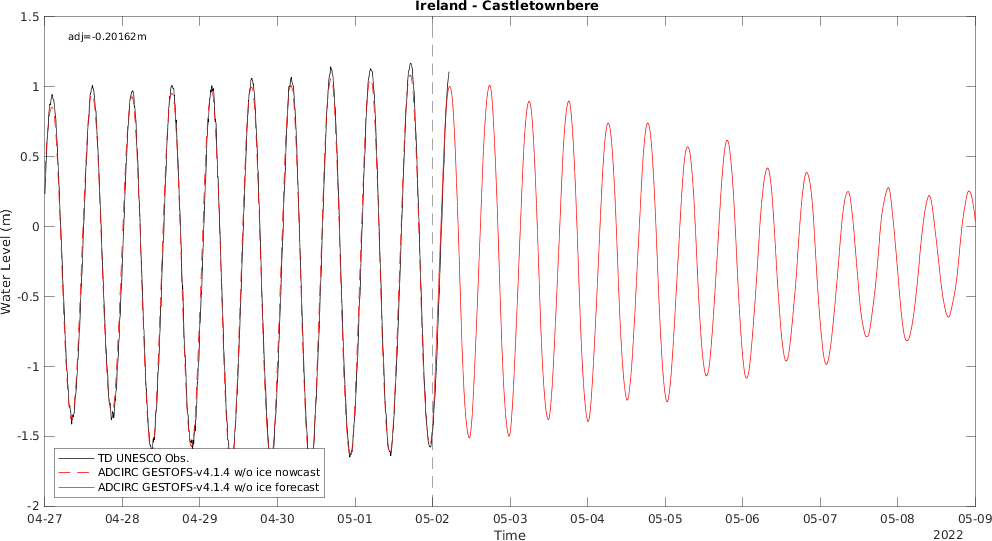 Ireland - Castletownbere
adj=-0.20162m
1.5
1
0.5
0
-0.5
-1
-1.5
-2
Water Level (m)
TD UNESCO Obs.
ADCIRC GESTOFS-v4.1.4 w/o ice nowcast
ADCIRC GESTOFS-v4.1.4 w/o ice forecast
04-27 04-28 04-29 04-30 05-01 05-02 05-03 05-04 05-05 05-06 05-07 05-08 05-09
Time
2022